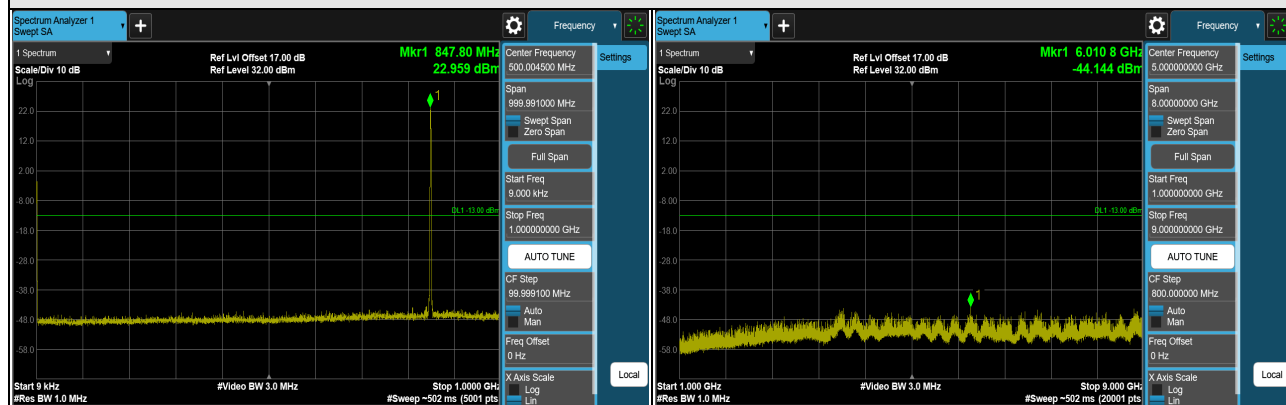 Spectrum Analyzer 1
Swept SA
+
Frequency
1 Spectrum
Scale/Div 10 dB
Log
Ref Lvl Offset 17.00 dB
Ref Level 32.00 dBm
Mkr1 847.80 MHz
22.959 dBm
1
22.0
12.0
2.00
-8.00
DL1 -13.00 dBm
-18.0
-28.0
-38.0
-48.0
-58.0
Start 9 kHz
#Res BW 1.0 MHz
#Video BW 3.0 MHz
Stop 1.0000 GHz
#Sweep ~502 ms (5001 pts
Center Frequency
500.004500 MHz
Span
999.991000 MHz
Swept Span
Zero Span
Full Span
Start Freq
9.000 kHz
Stop Freq
1.000000000 GHz
AUTO TUNE
CF Step
99.999100 MHz
Auto
Man
Freq Offset
0 Hz
X Axis Scale
Log
Lin
Settings
Local
Spectrum Analyzer 1
Swept SA
+
Frequency
1 Spectrum
Scale/Div 10 dB
Log
Ref Lvl Offset 17.00 dB
Ref Level 32.00 dBm
Mkr1 6.010 8 GHz
-44.144 dBm
22.0
12.0
2.00
-8.00
DL1 -13.00 dBm
-18.0
-28.0
-38.0
1
-48.0
-58.0
Start 1.000 GHz
#Res BW 1.0 MHz
#Video BW 3.0 MHz
Stop 9.000 GHz
#Sweep ~502 ms (20001 pts
Center Frequency
5.000000000 GHz
Span
8.00000000 GHz
Swept Span
Zero Span
Full Span
Start Freq
1.000000000 GHz
Stop Freq
9.000000000 GHz
AUTO TUNE
CF Step
800.000000 MHz
Auto
Man
Freq Offset
0 Hz
X Axis Scale
Log
Lin
Settings
Local